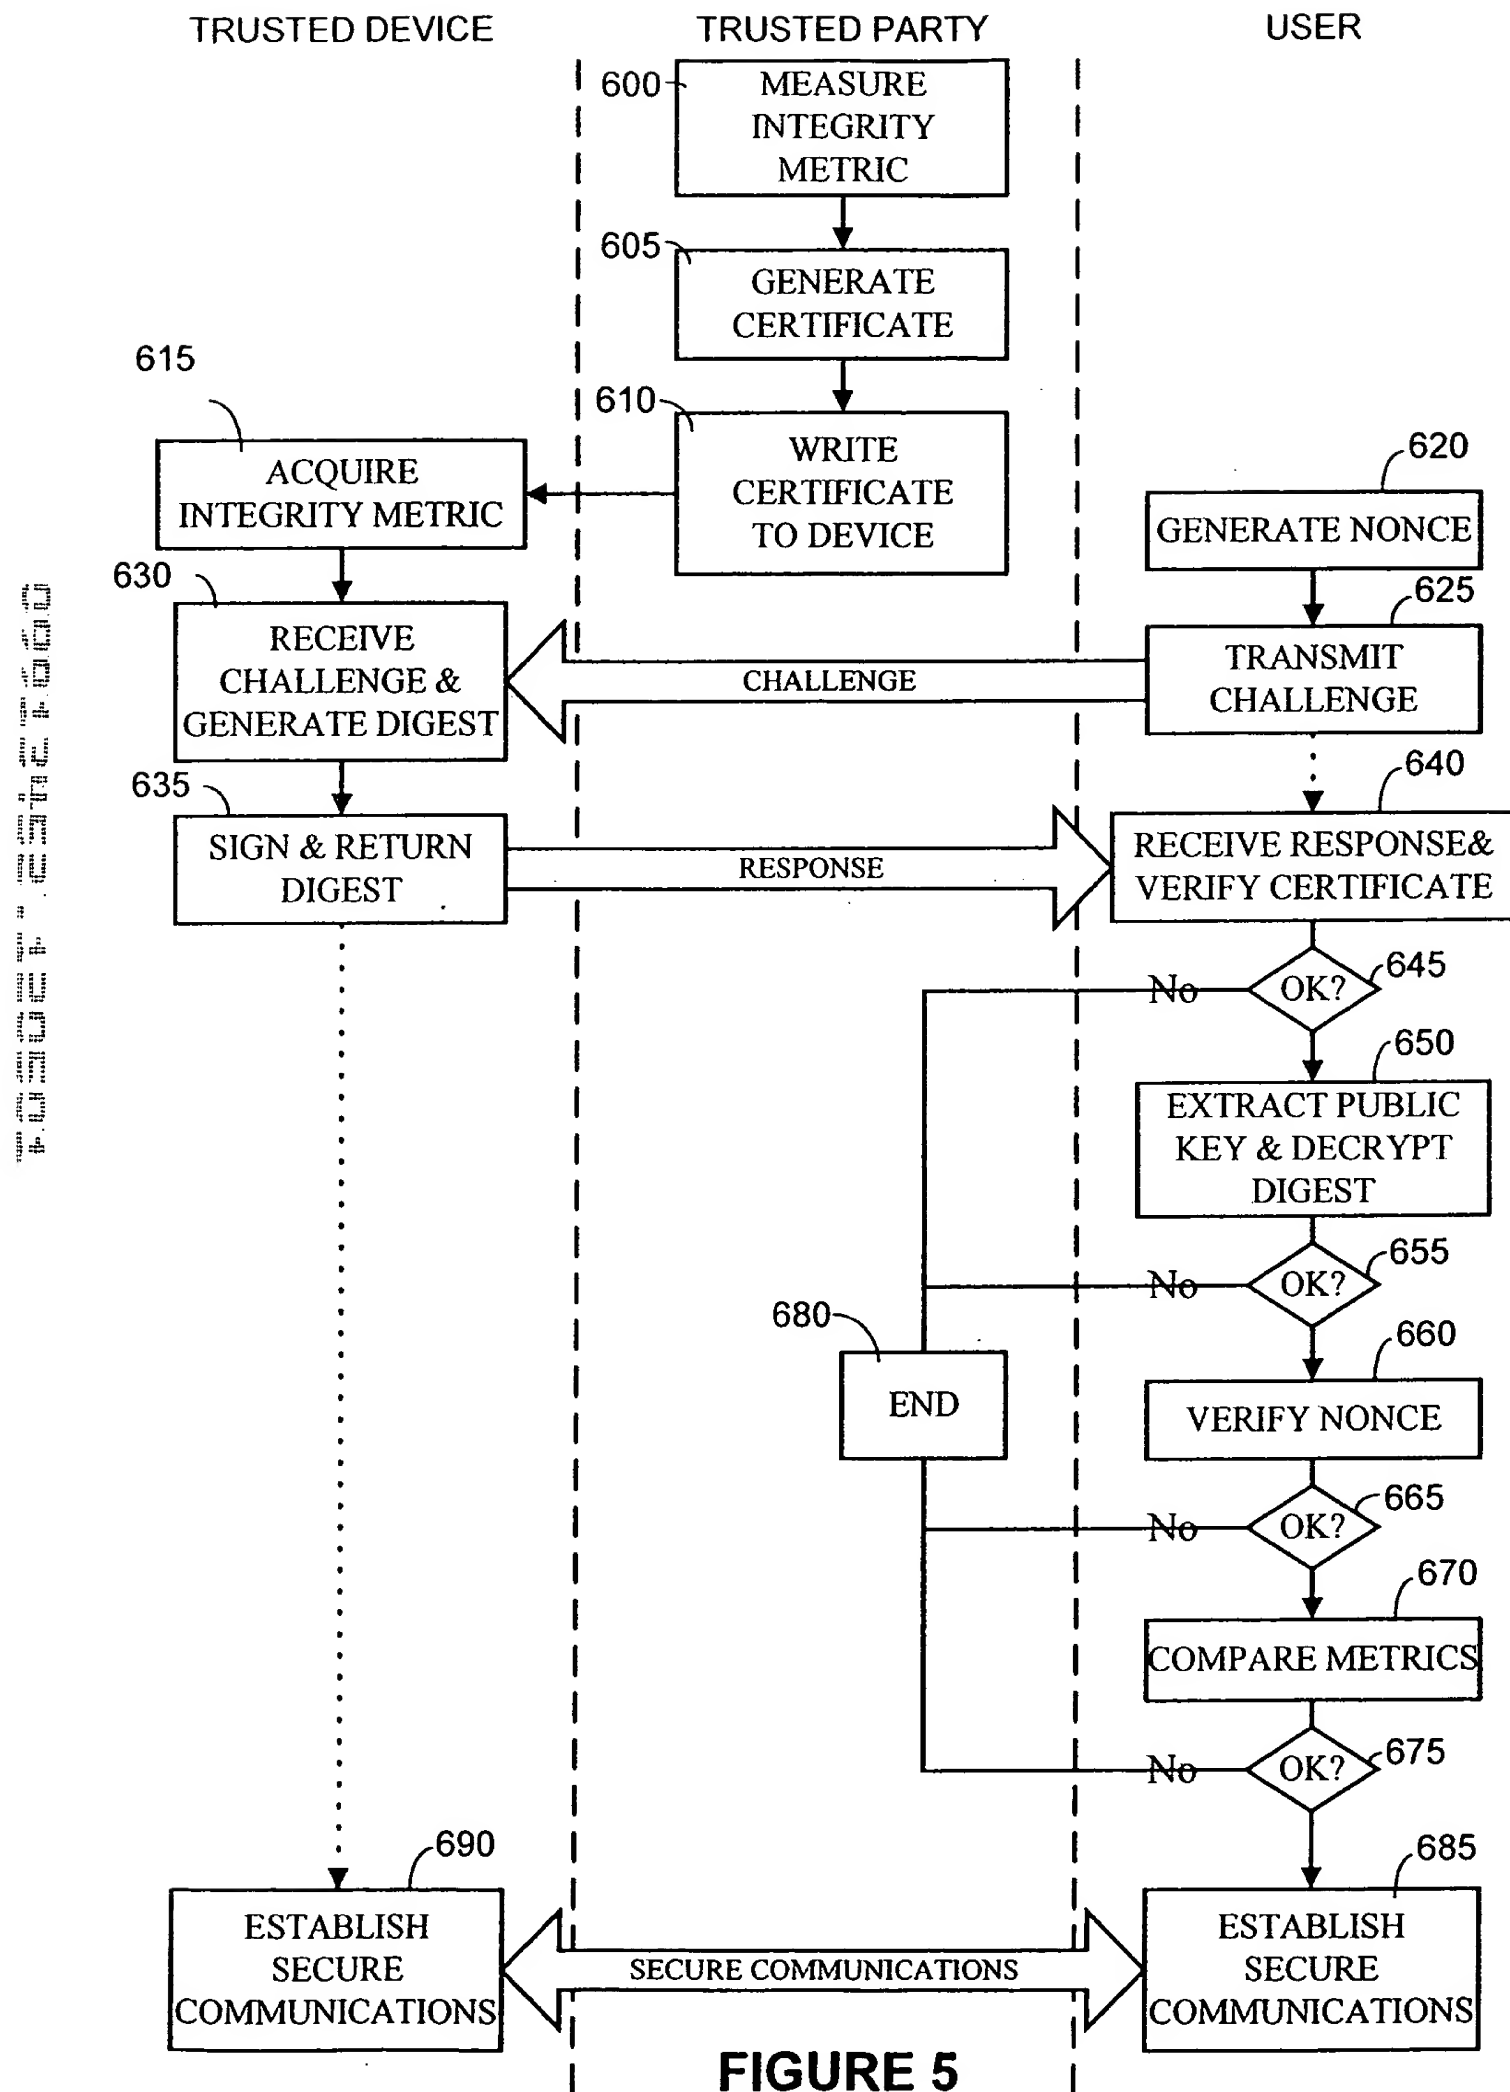 TRUSTED DEVICE
TRUSTED PARTY
USER
600
MEASURE
INTEGRITY
METRIC
605
GENERATE
CERTIFICATE
610
WRITE
CERTIFICATE
TO DEVICE
615
ACQUIRE
INTEGRITY METRIC
620
GENERATE NONCE
625
TRANSMIT
CHALLENGE
CHALLENGE
630
RECEIVE
CHALLENGE &
GENERATE DIGEST
635
SIGN & RETURN
DIGEST
RESPONSE
640
RECEIVE RESPONSE&
VERIFY CERTIFICATE
645
OK?
No
650
EXTRACT PUBLIC
KEY & DECRYPT
DIGEST
655
OK?
No
680
END
660
VERIFY NONCE
665
OK?
No
670
COMPARE METRICS
675
OK?
No
690
ESTABLISH
SECURE
COMMUNICATIONS
SECURE COMMUNICATIONS
685
ESTABLISH
SECURE
COMMUNICATIONS
FIGURE 5